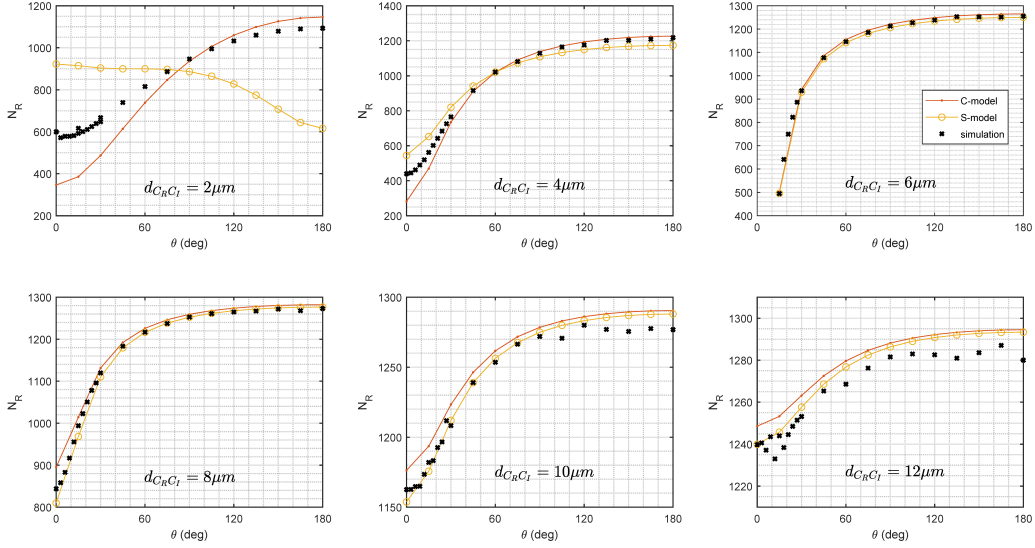 1200
1000
800
600
400
200
N_R
0 60 120 180
θ (deg)
d_{C_R C_I} = 2μm
1400
1200
1000
800
600
400
200
N_R
0 60 120 180
θ (deg)
d_{C_R C_I} = 4μm
1300
1200
1100
1000
900
800
700
600
500
400
N_R
0 60 120 180
θ (deg)
d_{C_R C_I} = 6μm
C-model
S-model
simulation
1300
1200
1100
1000
900
800
N_R
0 60 120 180
θ (deg)
d_{C_R C_I} = 8μm
1300
1250
1200
1150
N_R
0 60 120 180
θ (deg)
d_{C_R C_I} = 10μm
1300
1280
1260
1240
1220
N_R
0 60 120 180
θ (deg)
d_{C_R C_I} = 12μm